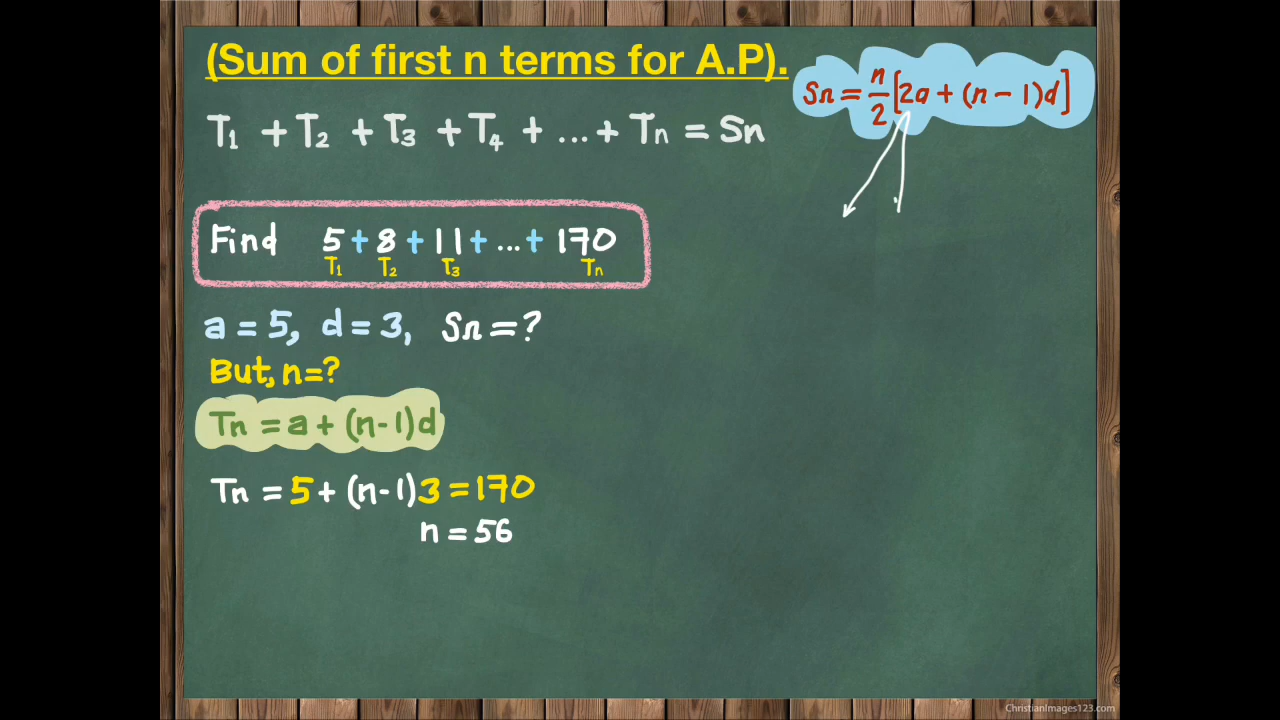 (Sum of first n terms for A.P).
Sn = n/2 [2a + (n - 1)d]
T₁ + T₂ + T₃ + T₄ + ... + Tn = Sn
Find 5 + 8 + 11 + ... + 170
T₁ T₂ T₃ Tn
a = 5, d = 3, Sn = ?
But, n = ?
Tn = a + (n-1)d
Tn = 5 + (n-1)3 = 170
n = 56
ChristianImages123.com